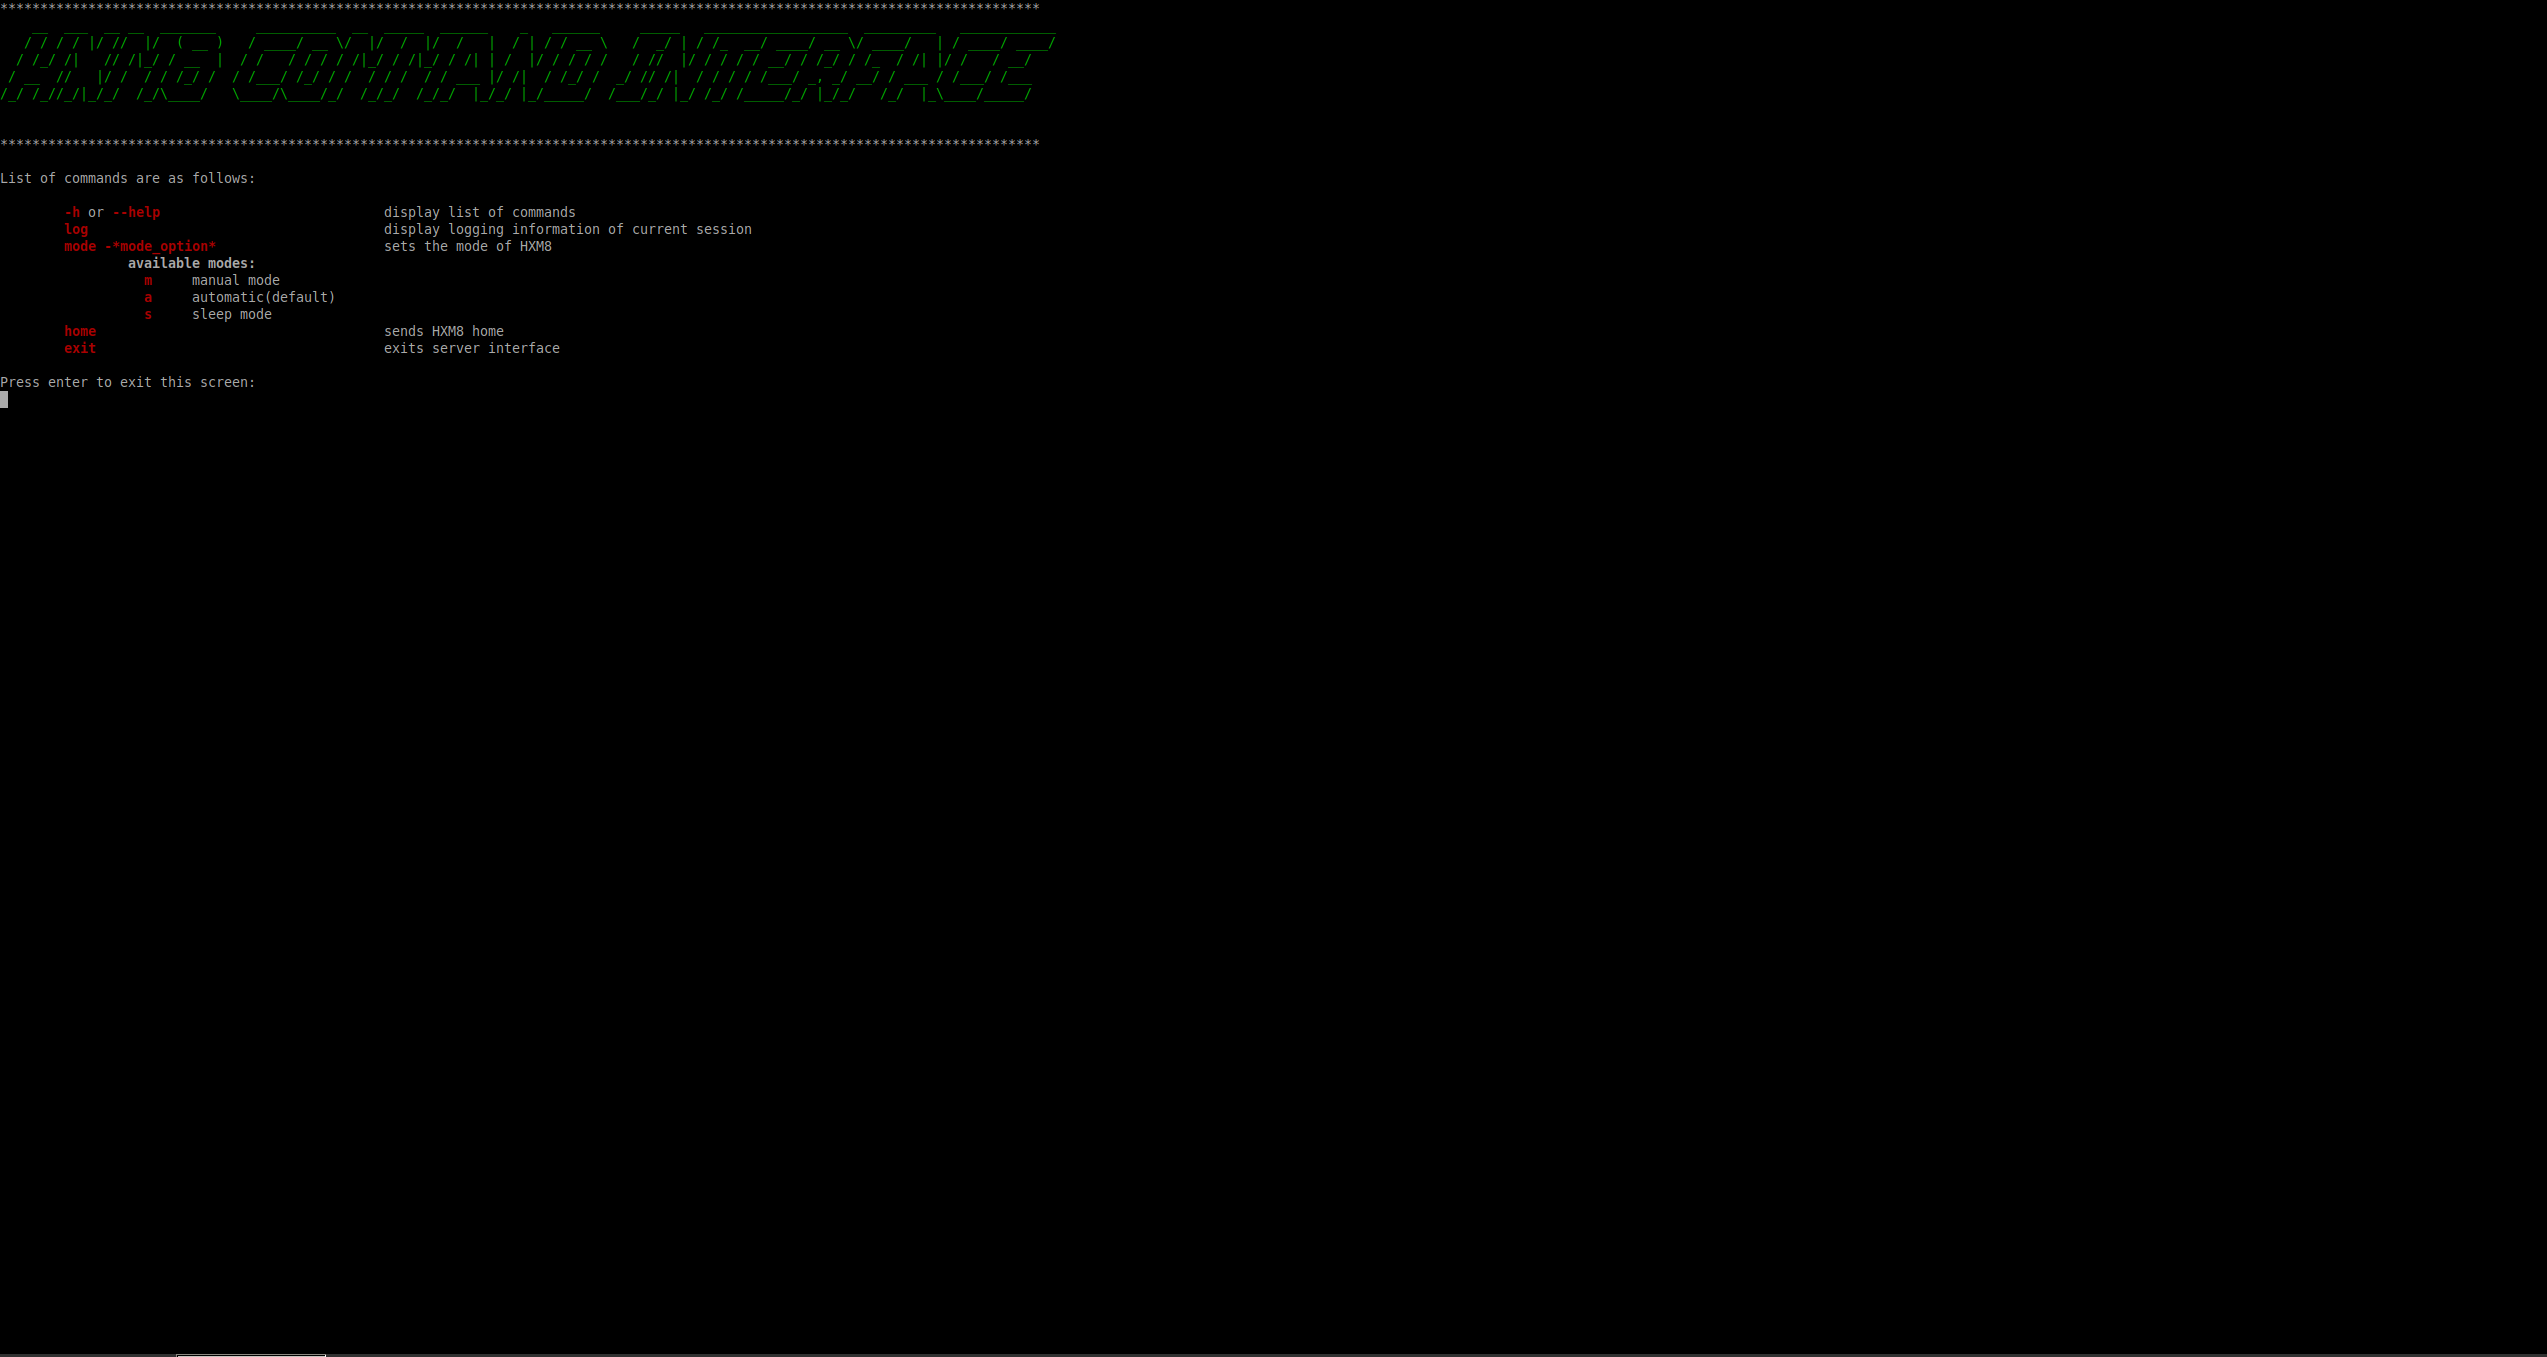 HXM8 COMMAND INTERFACE
List of commands are as follows:
-h or --help display list of commands
log display logging information of current session
mode -*mode_option* sets the mode of HXM8
available modes:
m manual mode
a automatic(default)
s sleep mode
home sends HXM8 home
exit exits server interface
Press enter to exit this screen: